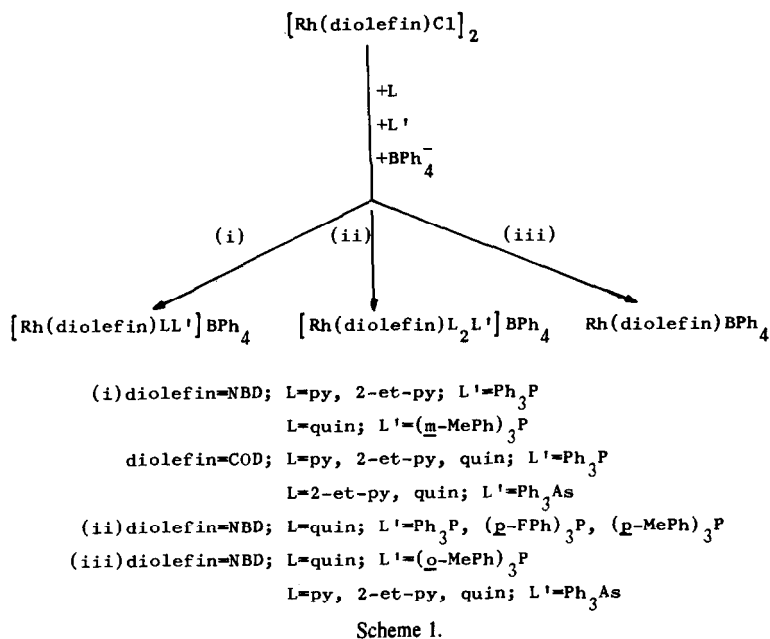 [Rh(diolefin)Cl]2
+L
+L'
+BPh4-
(i) (ii) (iii)
[Rh(diolefin)LL']BPh4 [Rh(diolefin)L2L']BPh4 Rh(diolefin)BPh4
(i)diolefin=NBD; L=py, 2-et-py; L'=Ph3P
L=quin; L'=(m-MePh)3P
diolefin=COD; L=py, 2-et-py, quin; L'=Ph3P
L=2-et-py, quin; L'=Ph3As
(ii)diolefin=NBD; L=quin; L'=Ph3P, (p-FPh)3P, (p-MePh)3P
(iii)diolefin=NBD; L=quin; L'=(o-MePh)3P
L=py, 2-et-py, quin; L'=Ph3As
Scheme 1.